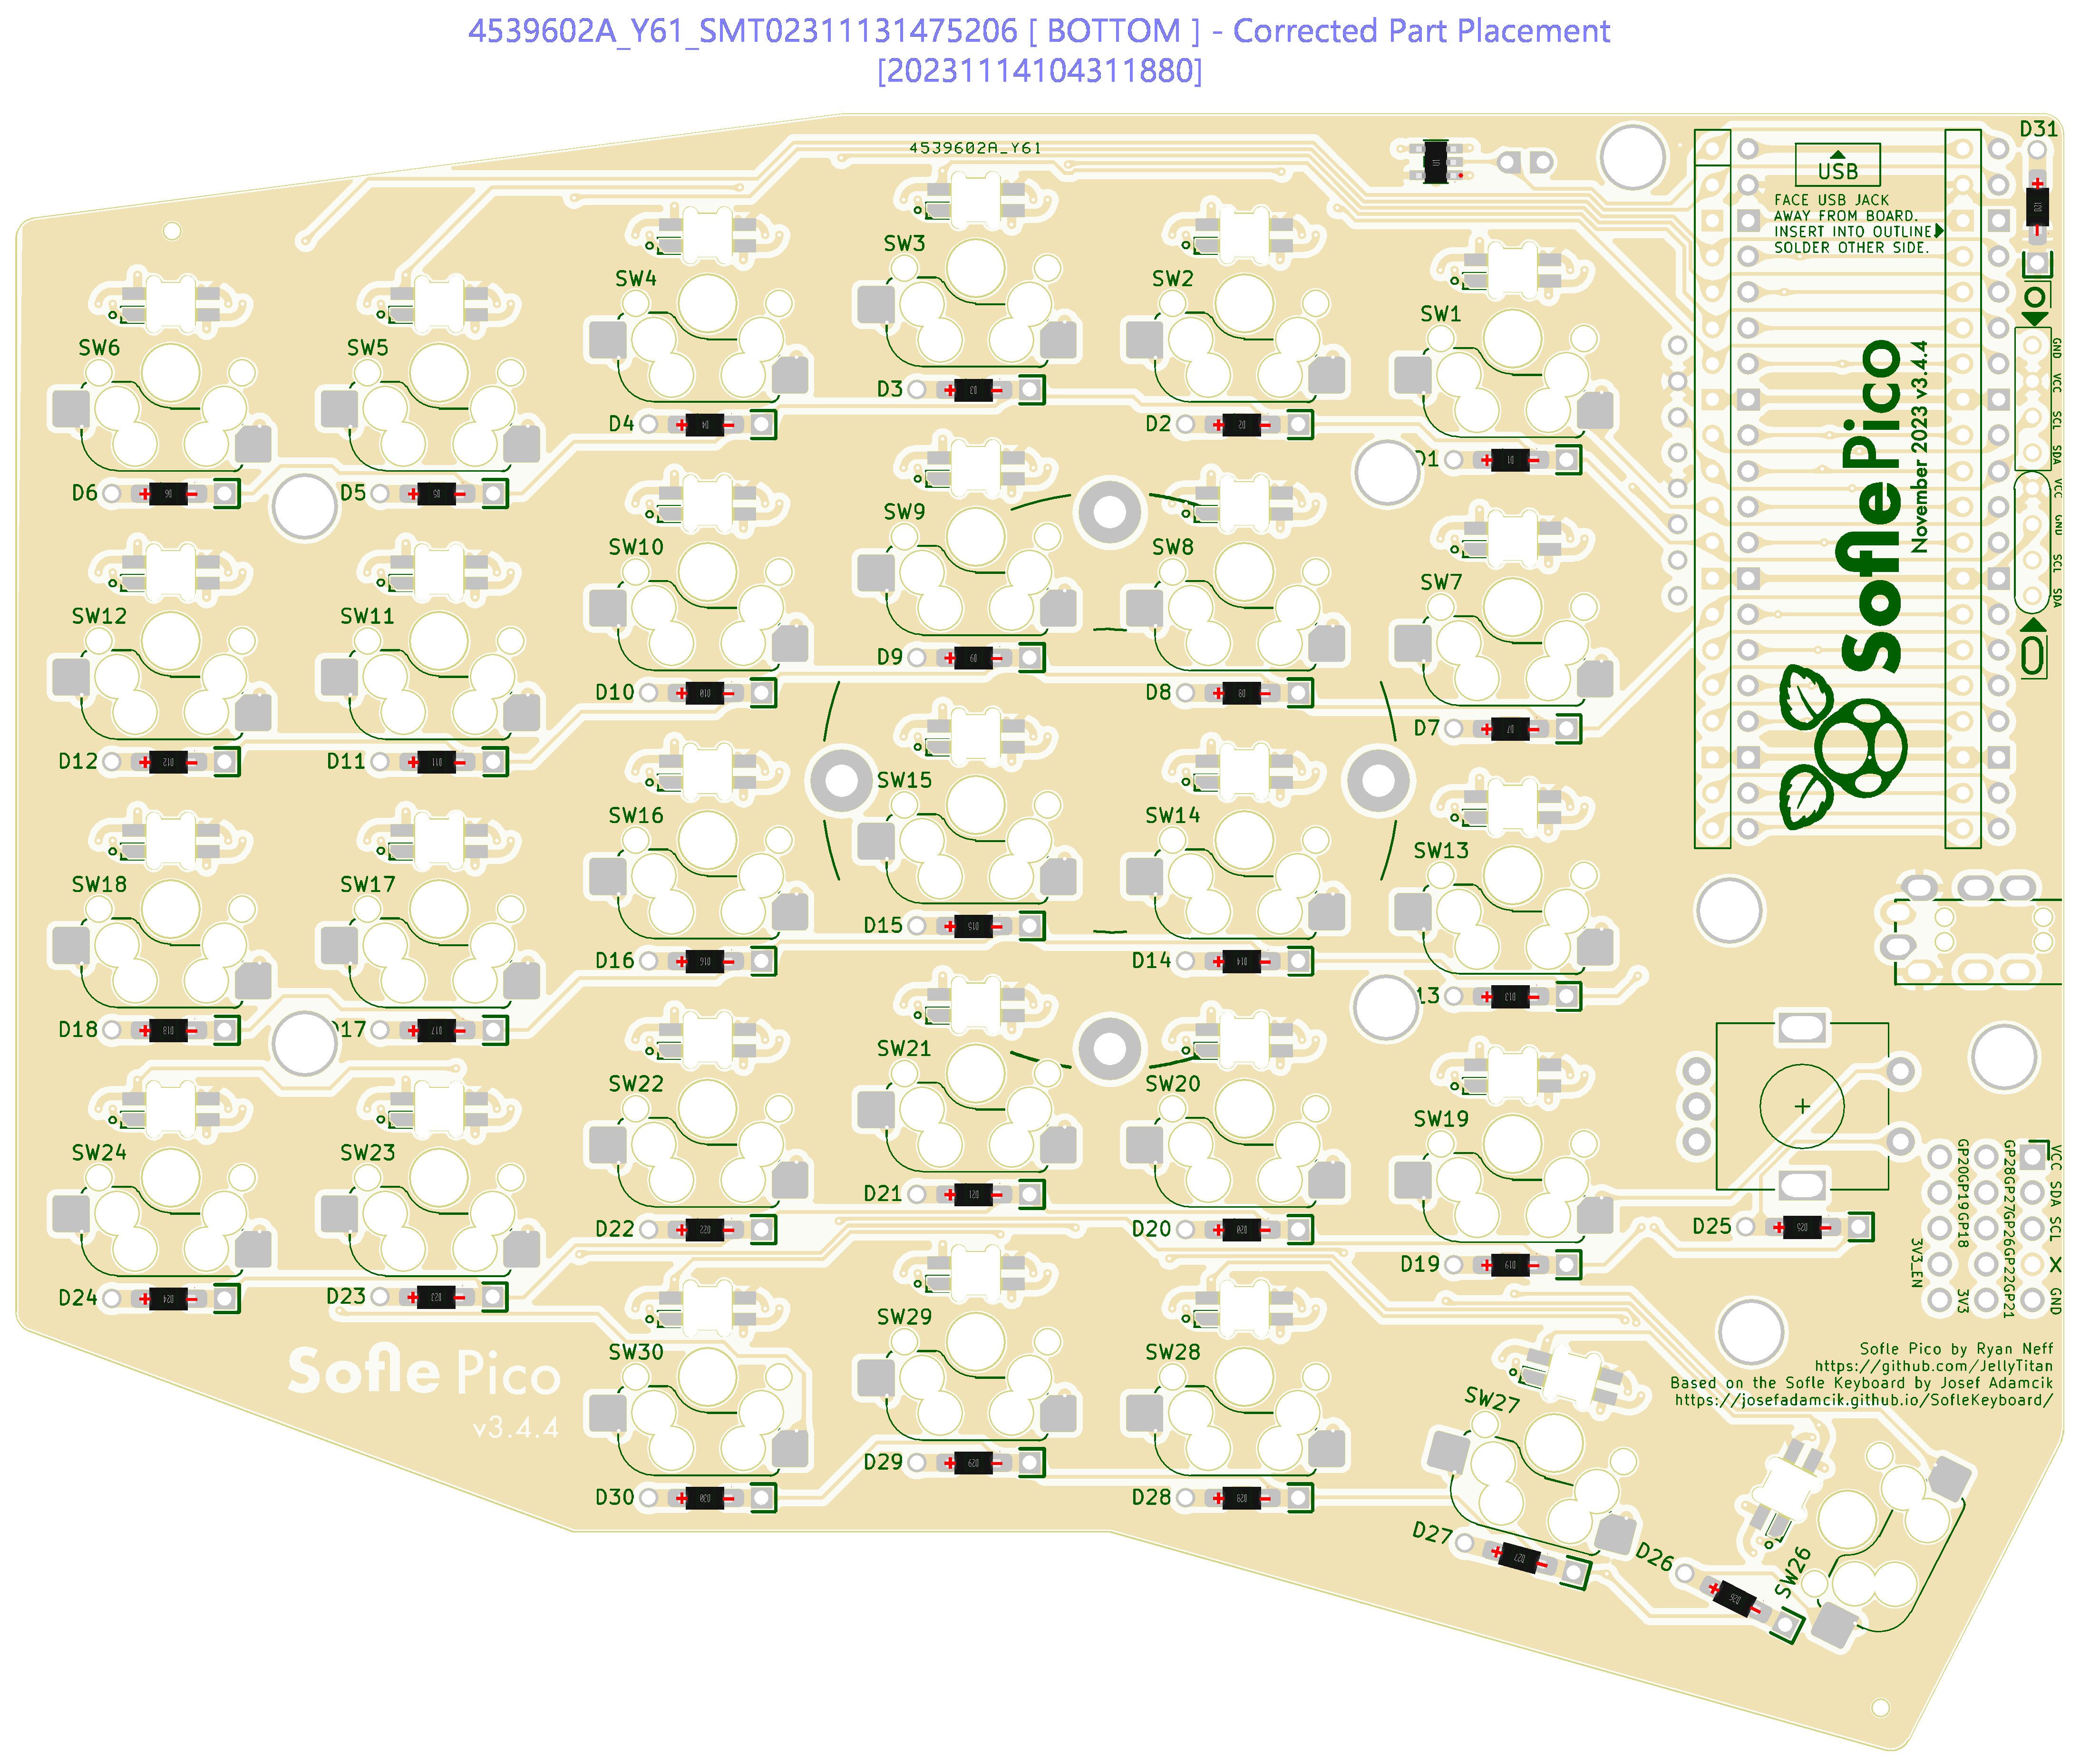 4539602A_Y61_SMT02311131475206 [ BOTTOM ] - Corrected Part Placement
[20231114104311880]
4539602A_Y61
D31
USB
FACE USB JACK
AWAY FROM BOARD.
INSERT INTO OUTLINE
SOLDER OTHER SIDE.
SW3
SW4
SW2
SW1
SW6
SW5
GND
VCC
SCL
SDA
VCC
GND
SCL
SDA
Sofle Pico
November 2023 v3.4.4
D3
D4
D2
D1
D6
D5
SW9
SW10
SW8
SW7
SW12
SW11
D9
D10
D8
D7
D12
D11
SW15
SW16
SW14
SW13
SW18
SW17
D15
D16
D14
13
D18
17
SW21
SW22
SW20
SW19
SW24
SW23
D21
D22
D20
D25
D19
D24
D23
VCC
SDA
SCL
X
GND
GP28
GP27
GP26
GP22
GP21
GP20
GP19
GP18
3V3
3V3_EN
SW29
SW30
SW28
SW27
Sofle Pico
v3.4.4
Sofle Pico by Ryan Neff
https://github.com/JellyTitan
Based on the Sofle Keyboard by Josef Adamcik
https://josefadamcik.github.io/SofleKeyboard/
D29
D30
D28
D27
D26
SW26